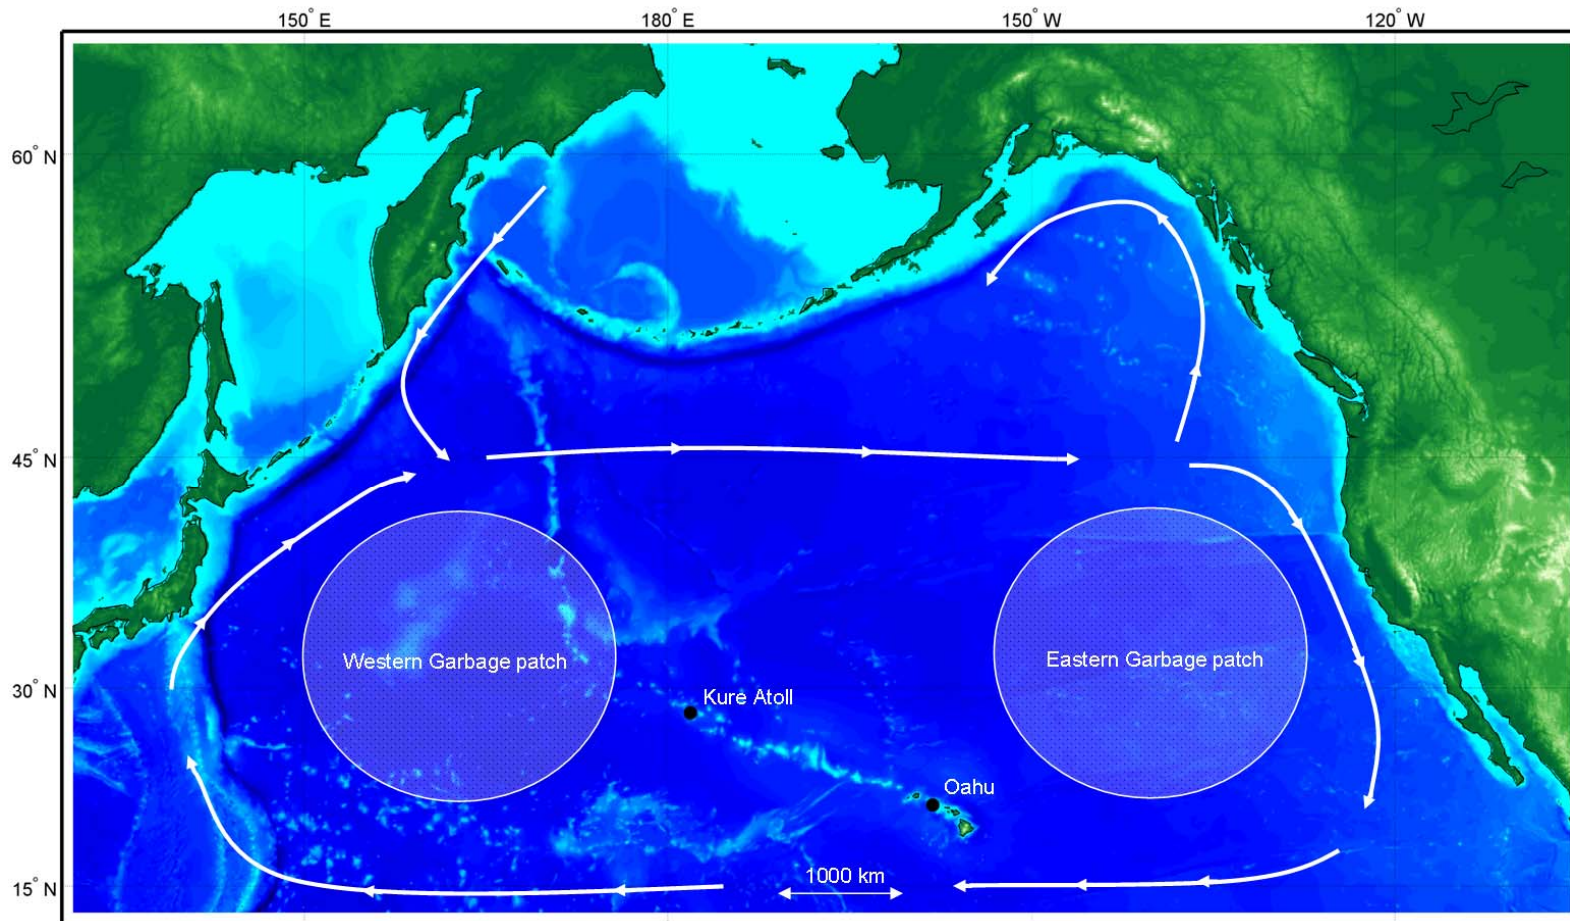 150° E
180° E
150° W
120° W
60° N
45° N
30° N
15° N
Western Garbage patch
Eastern Garbage patch
Kure Atoll
Oahu
1000 km